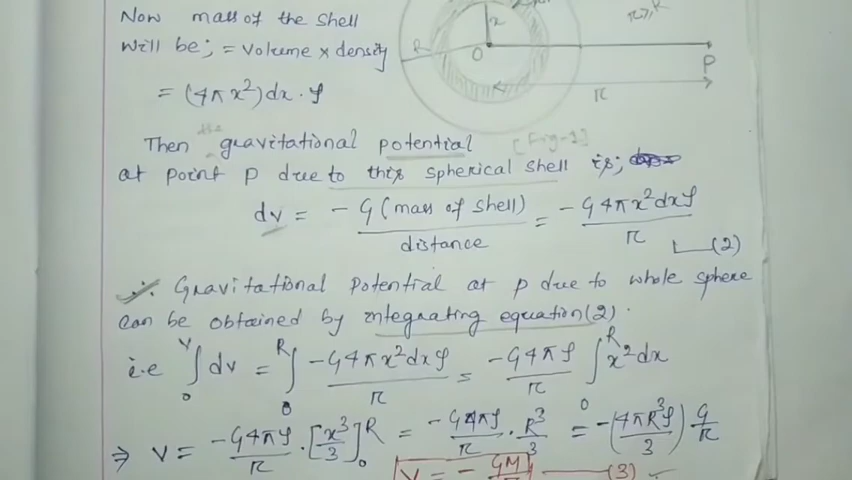 Now mass of the shell
will be; = volume × density
= (4πx²)dx · ρ
R
x
O
P
r
r ≥ R
Then the gravitational potential
[Fig-1]
at point p due to this spherical shell is;
dv = -G (mass of shell) / distance = -G4πx²dxρ / r —(2)
∴ Gravitational Potential at p due to whole sphere
can be obtained by integrating equation(2).
i.e ∫₀ⱽ dv = ∫₀ᴿ -G4πx²dxρ / r = -G4πρ / r ∫₀ᴿ x²dx
⇒ V = -G4πρ / r · [x³/3]₀ᴿ = -G4πρ / r · R³/3 = -(4πR³ρ / 3) G/r
V = - GM —(3)